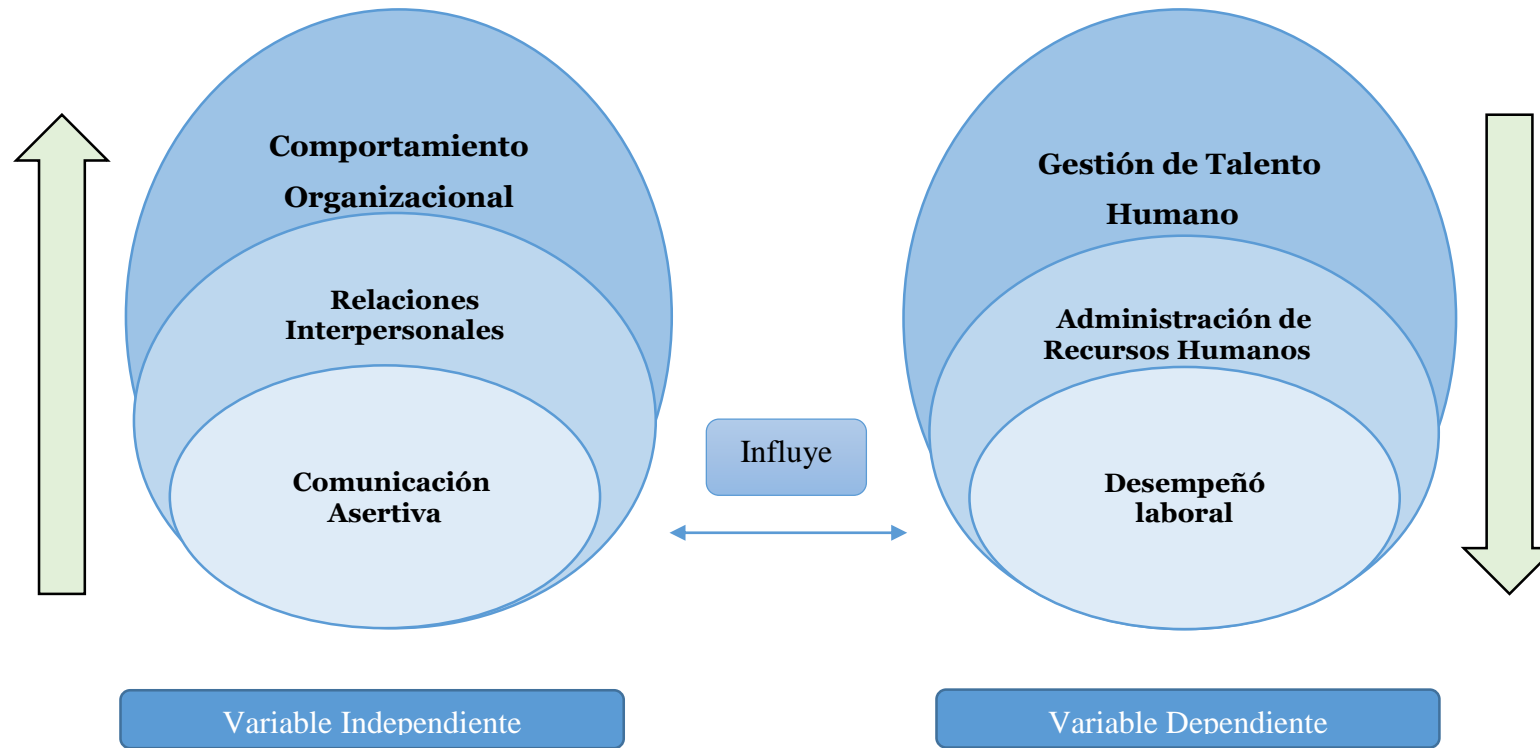 Comportamiento
Organizacional
Relaciones
Interpersonales
Comunicación
Asertiva
Influye
Gestión de Talento
Humano
Administración de
Recursos Humanos
Desempeñó
laboral
Variable Independiente
Variable Dependiente